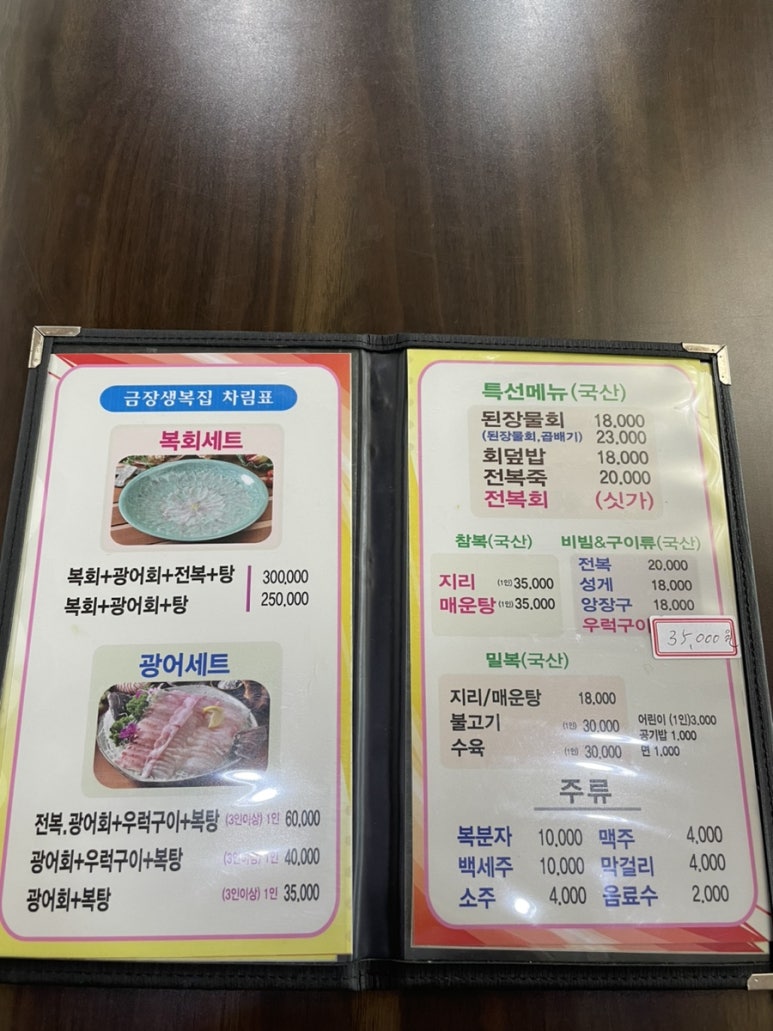 금장생복집 차림표
복회세트
복회+광어회+전복+탕 300,000
복회+광어회+탕 250,000
광어세트
전복.광어회+우럭구이+복탕 (3인이상) 1인 60,000
광어회+우럭구이+복탕 (3인이상) 1인 40,000
광어회+복탕 (3인이상) 1인 35,000
특선메뉴(국산)
된장물회 18,000
(된장물회,곱배기) 23,000
회덮밥 18,000
전복죽 20,000
전복회 (싯가)
참복(국산)
지리 (1인)35,000
매운탕 (1인)35,000
비빔&구이류(국산)
전복 20,000
성게 18,000
앙장구 18,000
우럭구이 35,000원
밀복(국산)
지리/매운탕 18,000
불고기 (1인) 30,000
수육 (1인) 30,000
어린이 (1인)3,000
공기밥 1,000
면 1,000
주류
복분자 10,000 맥주 4,000
백세주 10,000 막걸리 4,000
소주 4,000 음료수 2,000